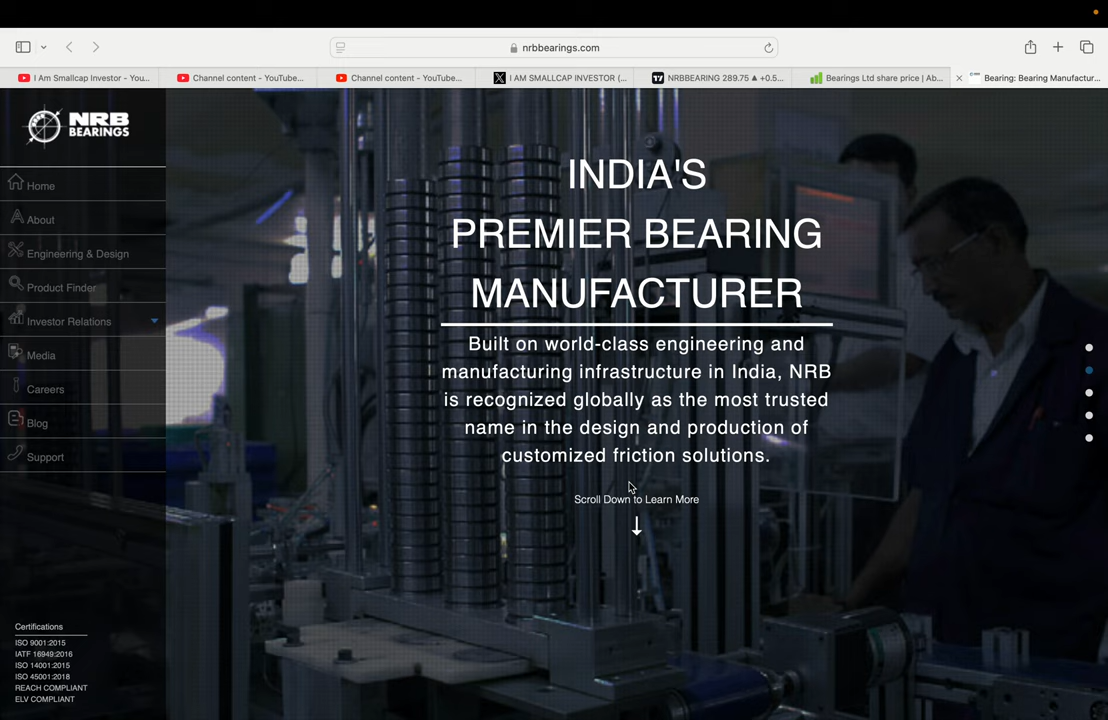 nrbbearings.com
I Am Smallcap Investor - You...
Channel content - YouTube...
Channel content - YouTube...
I AM SMALLCAP INVESTOR (...
NRBBEARING 289.75 ▲ +0.5...
Bearings Ltd share price | Ab...
Bearing: Bearing Manufactur...
NRB
BEARINGS
Home
About
Engineering & Design
Product Finder
Investor Relations
Media
Careers
Blog
Support
INDIA'S
PREMIER BEARING
MANUFACTURER
Built on world-class engineering and
manufacturing infrastructure in India, NRB
is recognized globally as the most trusted
name in the design and production of
customized friction solutions.
Scroll Down to Learn More
Certifications
ISO 9001:2015
IATF 16949:2016
ISO 14001:2015
ISO 45001:2018
REACH COMPLIANT
ELV COMPLIANT